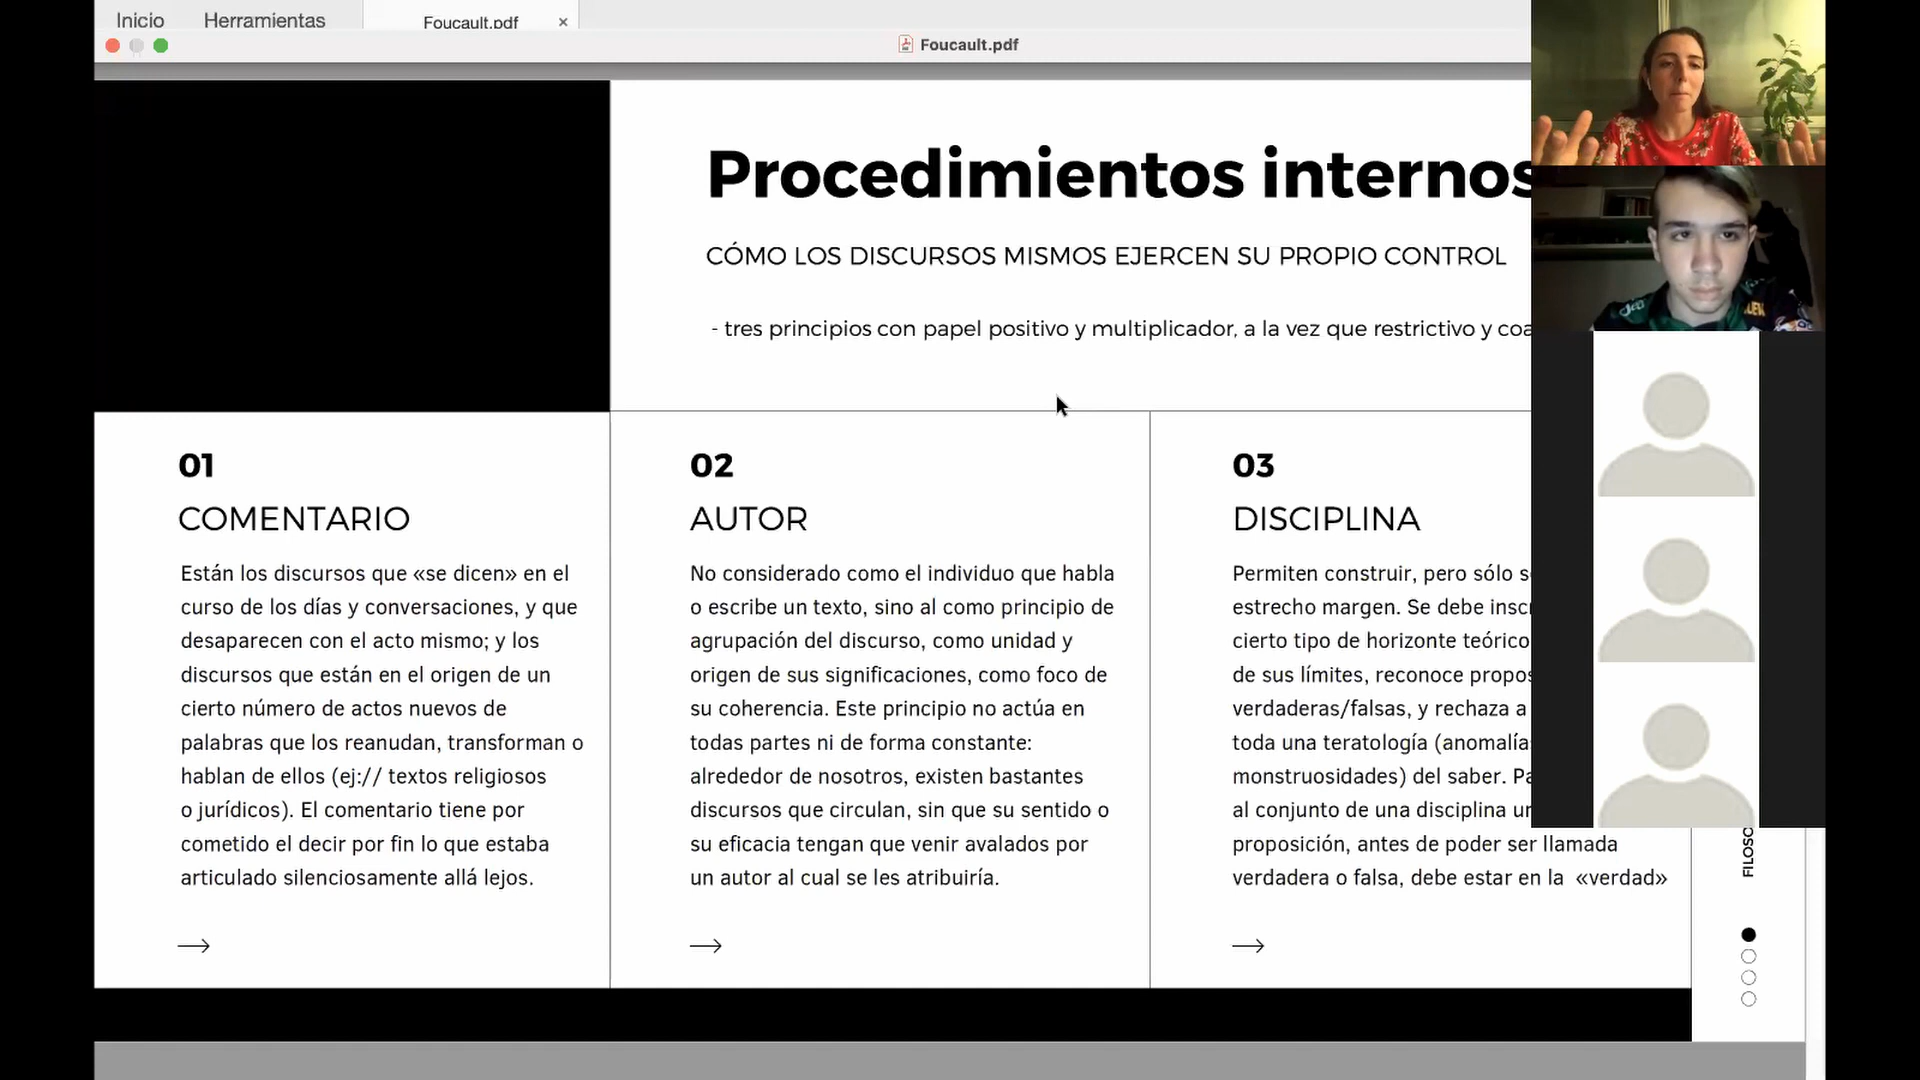 Inicio
Herramientas
Foucault.pdf
Foucault.pdf
Procedimientos internos
CÓMO LOS DISCURSOS MISMOS EJERCEN SU PROPIO CONTROL
- tres principios con papel positivo y multiplicador, a la vez que restrictivo y
01
COMENTARIO
Están los discursos que «se dicen» en el
curso de los días y conversaciones, y que
desaparecen con el acto mismo; y los
discursos que están en el origen de un
cierto número de actos nuevos de
palabras que los reanudan, transforman o
hablan de ellos (ej:// textos religiosos
o jurídicos). El comentario tiene por
cometido el decir por fin lo que estaba
articulado silenciosamente allá lejos.
02
AUTOR
No considerado como el individuo que habla
o escribe un texto, sino al como principio de
agrupación del discurso, como unidad y
origen de sus significaciones, como foco de
su coherencia. Este principio no actúa en
todas partes ni de forma constante:
alrededor de nosotros, existen bastantes
discursos que circulan, sin que su sentido o
su eficacia tengan que venir avalados por
un autor al cual se les atribuiría.
03
DISCIPLINA
Permiten construir, pero sólo
estrecho margen. Se debe
cierto tipo de horizonte teórico
de sus límites, reconoce
verdaderas/falsas, y rechaza a
toda una teratología
monstruosidades) del saber.
al conjunto de una disciplina
proposición, antes de poder ser llamada
verdadera o falsa, debe estar en la «verdad»